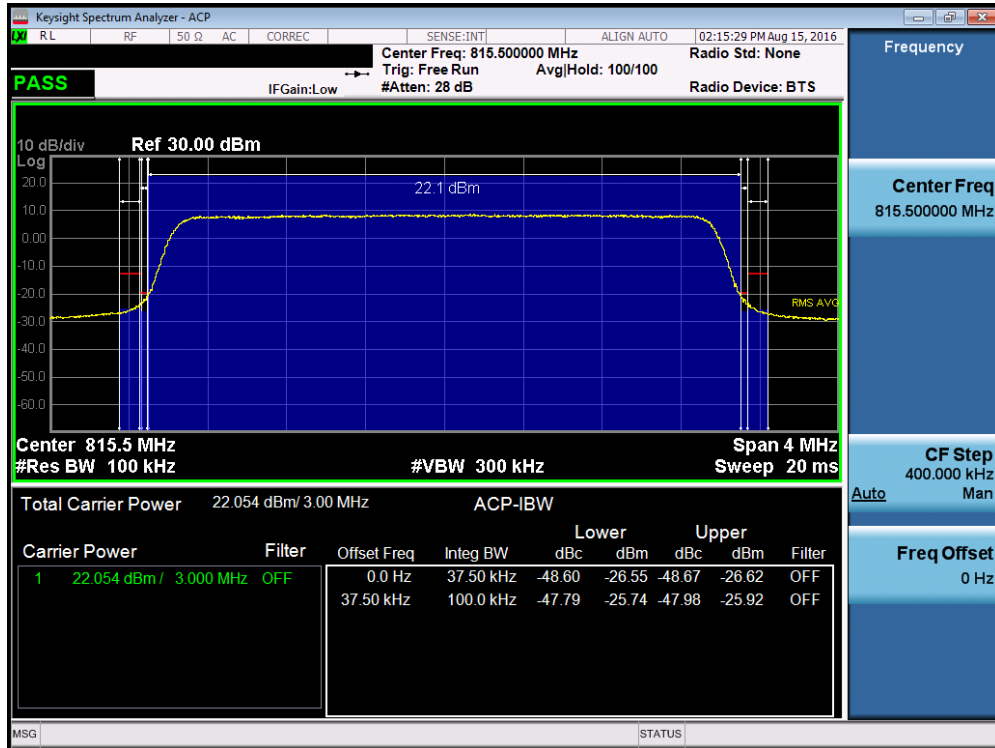 Keysight Spectrum Analyzer - ACP
LXI RL RF 50 Ω AC CORREC SENSE:INT ALIGN AUTO 02:15:29 PM Aug 15, 2016
Center Freq: 815.500000 MHz Radio Std: None
Trig: Free Run Avg|Hold: 100/100
PASS IFGain:Low #Atten: 28 dB Radio Device: BTS
10 dB/div Ref 30.00 dBm
Log
20.0
22.1 dBm
10.0
0.00
-10.0
-20.0
RMS AVG
-30.0
-40.0
-50.0
-60.0
Center 815.5 MHz Span 4 MHz
#Res BW 100 kHz #VBW 300 kHz Sweep 20 ms
Total Carrier Power 22.054 dBm/ 3.00 MHz ACP-IBW
Lower Upper
Carrier Power Filter Offset Freq Integ BW dBc dBm dBc dBm Filter
1 22.054 dBm / 3.000 MHz OFF 0.0 Hz 37.50 kHz -48.60 -26.55 -48.67 -26.62 OFF
37.50 kHz 100.0 kHz -47.79 -25.74 -47.98 -25.92 OFF
MSG STATUS
Frequency
Center Freq
815.500000 MHz
CF Step
400.000 kHz
Auto Man
Freq Offset
0 Hz